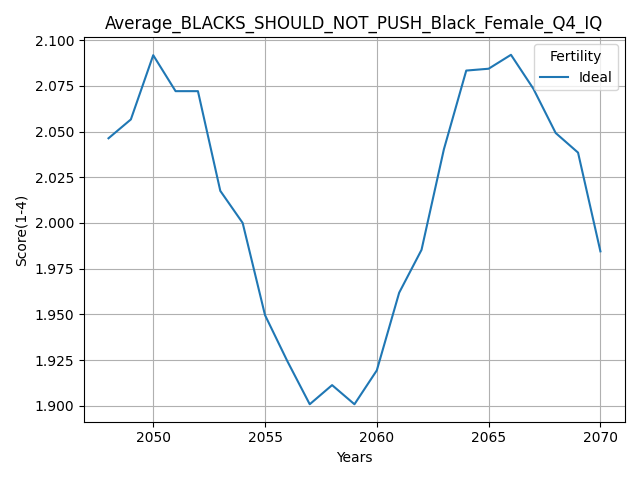 Average_BLACKS_SHOULD_NOT_PUSH_Black_Female_Q4_IQ
Fertility
Ideal
2.100
2.075
2.050
2.025
2.000
1.975
1.950
1.925
1.900
Score(1-4)
2050 2055 2060 2065 2070
Years